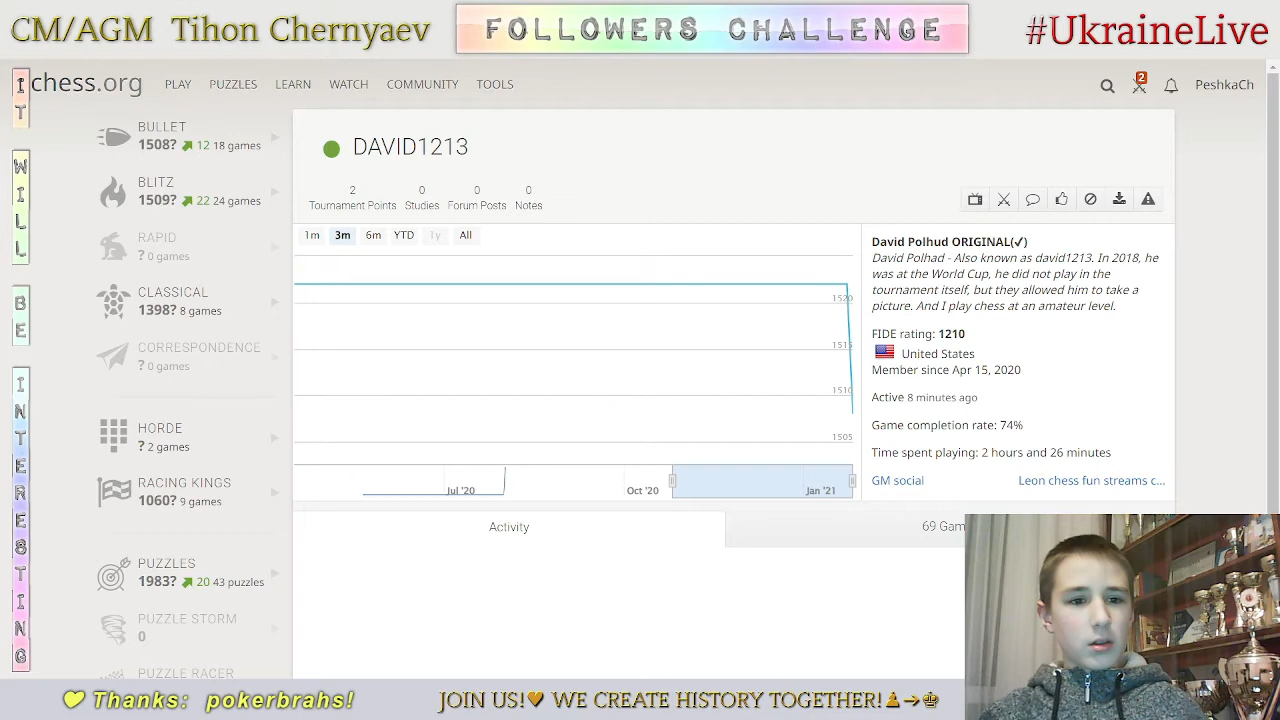 CM/AGM Tihon Chernyaev
FOLLOWERS CHALLENGE
#UkraineLive
IT WILL BE INTERESTING
chess.org
PLAY PUZZLES LEARN WATCH COMMUNITY TOOLS
2
PeshkaCh
BULLET
1508? 12 18 games
BLITZ
1509? 22 24 games
RAPID
? 0 games
CLASSICAL
1398? 8 games
CORRESPONDENCE
? 0 games
HORDE
? 2 games
RACING KINGS
1060? 9 games
PUZZLES
1983? 20 43 puzzles
PUZZLE STORM
0
PUZZLE RACER
DAVID1213
2 0 0 0
Tournament Points Studies Forum Posts Notes
1m 3m 6m YTD 1y All
1520
1515
1510
1505
Jul '20 Oct '20 Jan '21
David Polhud ORIGINAL(✓)
David Polhad - Also known as david1213. In 2018, he
was at the World Cup, he did not play in the
tournament itself, but they allowed him to take a
picture. And I play chess at an amateur level.
FIDE rating: 1210
United States
Member since Apr 15, 2020
Active 8 minutes ago
Game completion rate: 74%
Time spent playing: 2 hours and 26 minutes
GM social Leon chess fun streams c...
Activity
69 Gam
Thanks: pokerbrahs!
JOIN US!♥ WE CREATE HISTORY TOGETHER!♟→♚